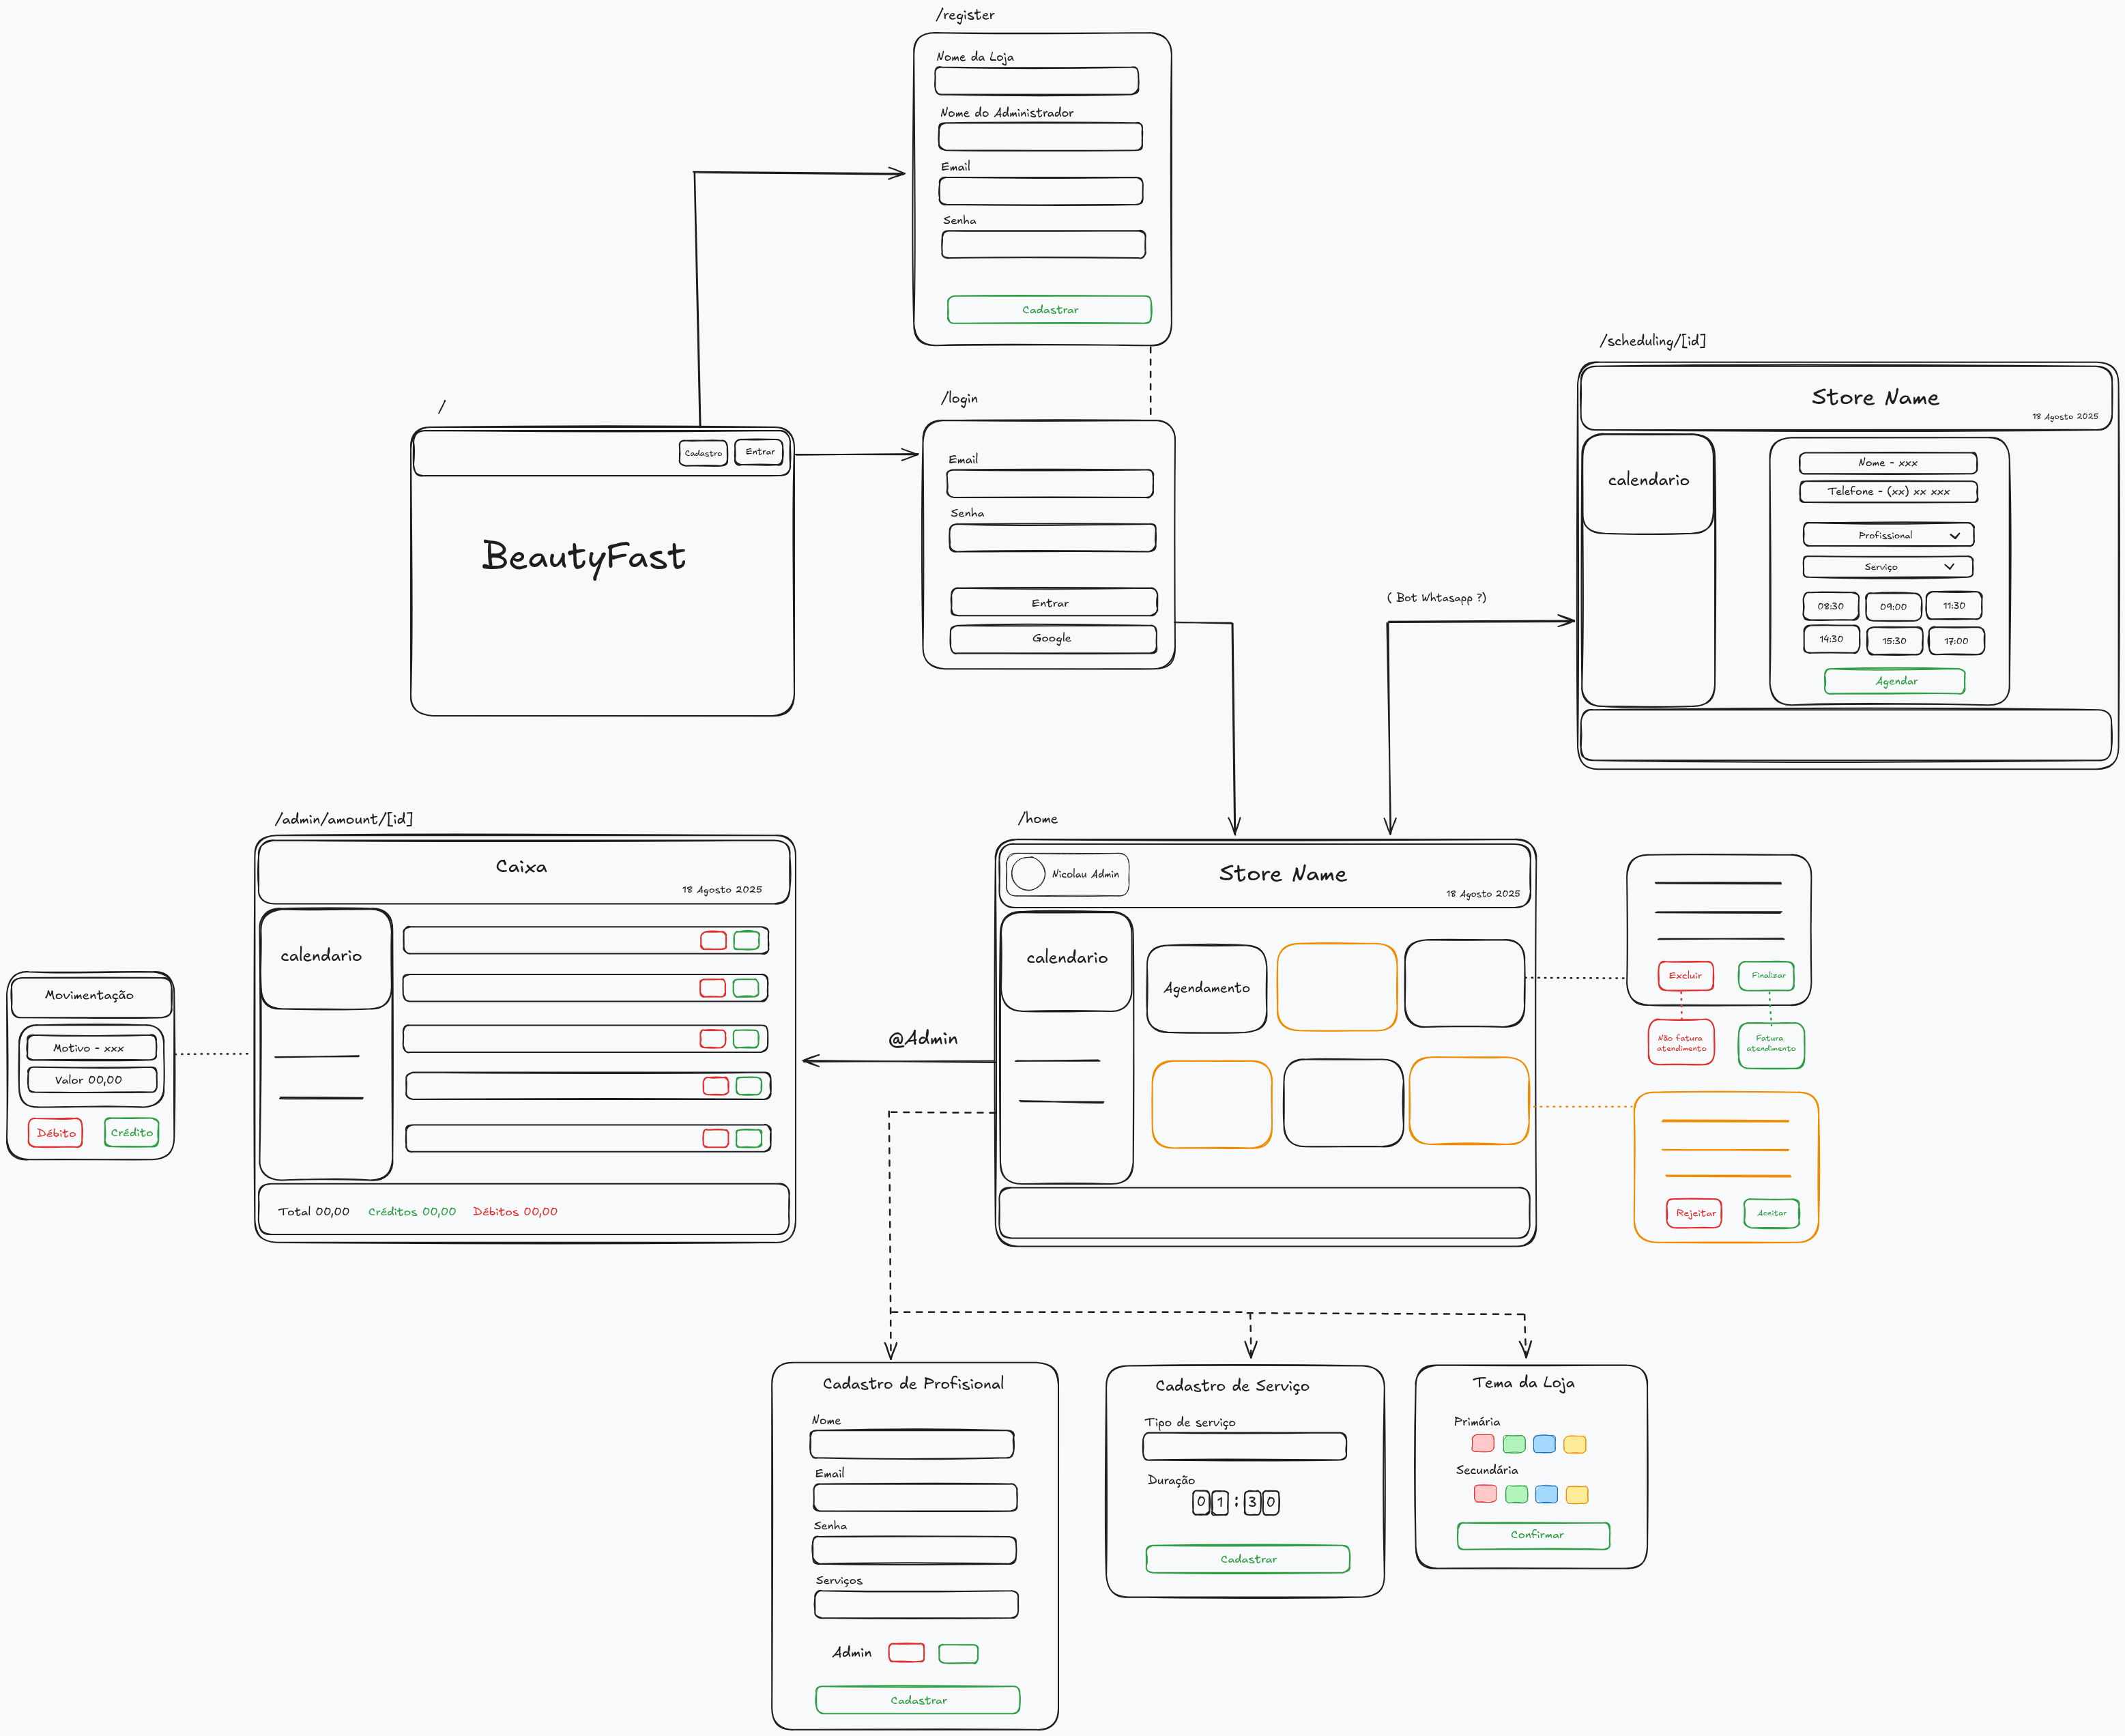 /register
Nome da Loja
Nome do Administrador
Email
Senha
Cadastrar
/
Cadastro
Entrar
BeautyFast
/login
Email
Senha
Entrar
Google
/scheduling/[id]
Store Name
18 Agosto 2025
calendario
Nome - xxx
Telefone - (xx) xx xxx
Profissional
Serviço
08:30
09:00
11:30
14:30
15:30
17:00
Agendar
( Bot Whtasapp ?)
/admin/amount/[id]
Caixa
18 Agosto 2025
calendario
Total 00,00
Créditos 00,00
Débitos 00,00
Movimentação
Motivo - xxx
Valor 00,00
Débito
Crédito
@Admin
/home
Nicolau Admin
Store Name
18 Agosto 2025
calendario
Agendamento
Excluir
Finalizar
Não fatura
atendimento
Fatura
atendimento
Rejeitar
Aceitar
Cadastro de Profisional
Nome
Email
Senha
Serviços
Admin
Cadastrar
Cadastro de Serviço
Tipo de serviço
Duração
01:30
Cadastrar
Tema da Loja
Primária
Secundária
Confirmar